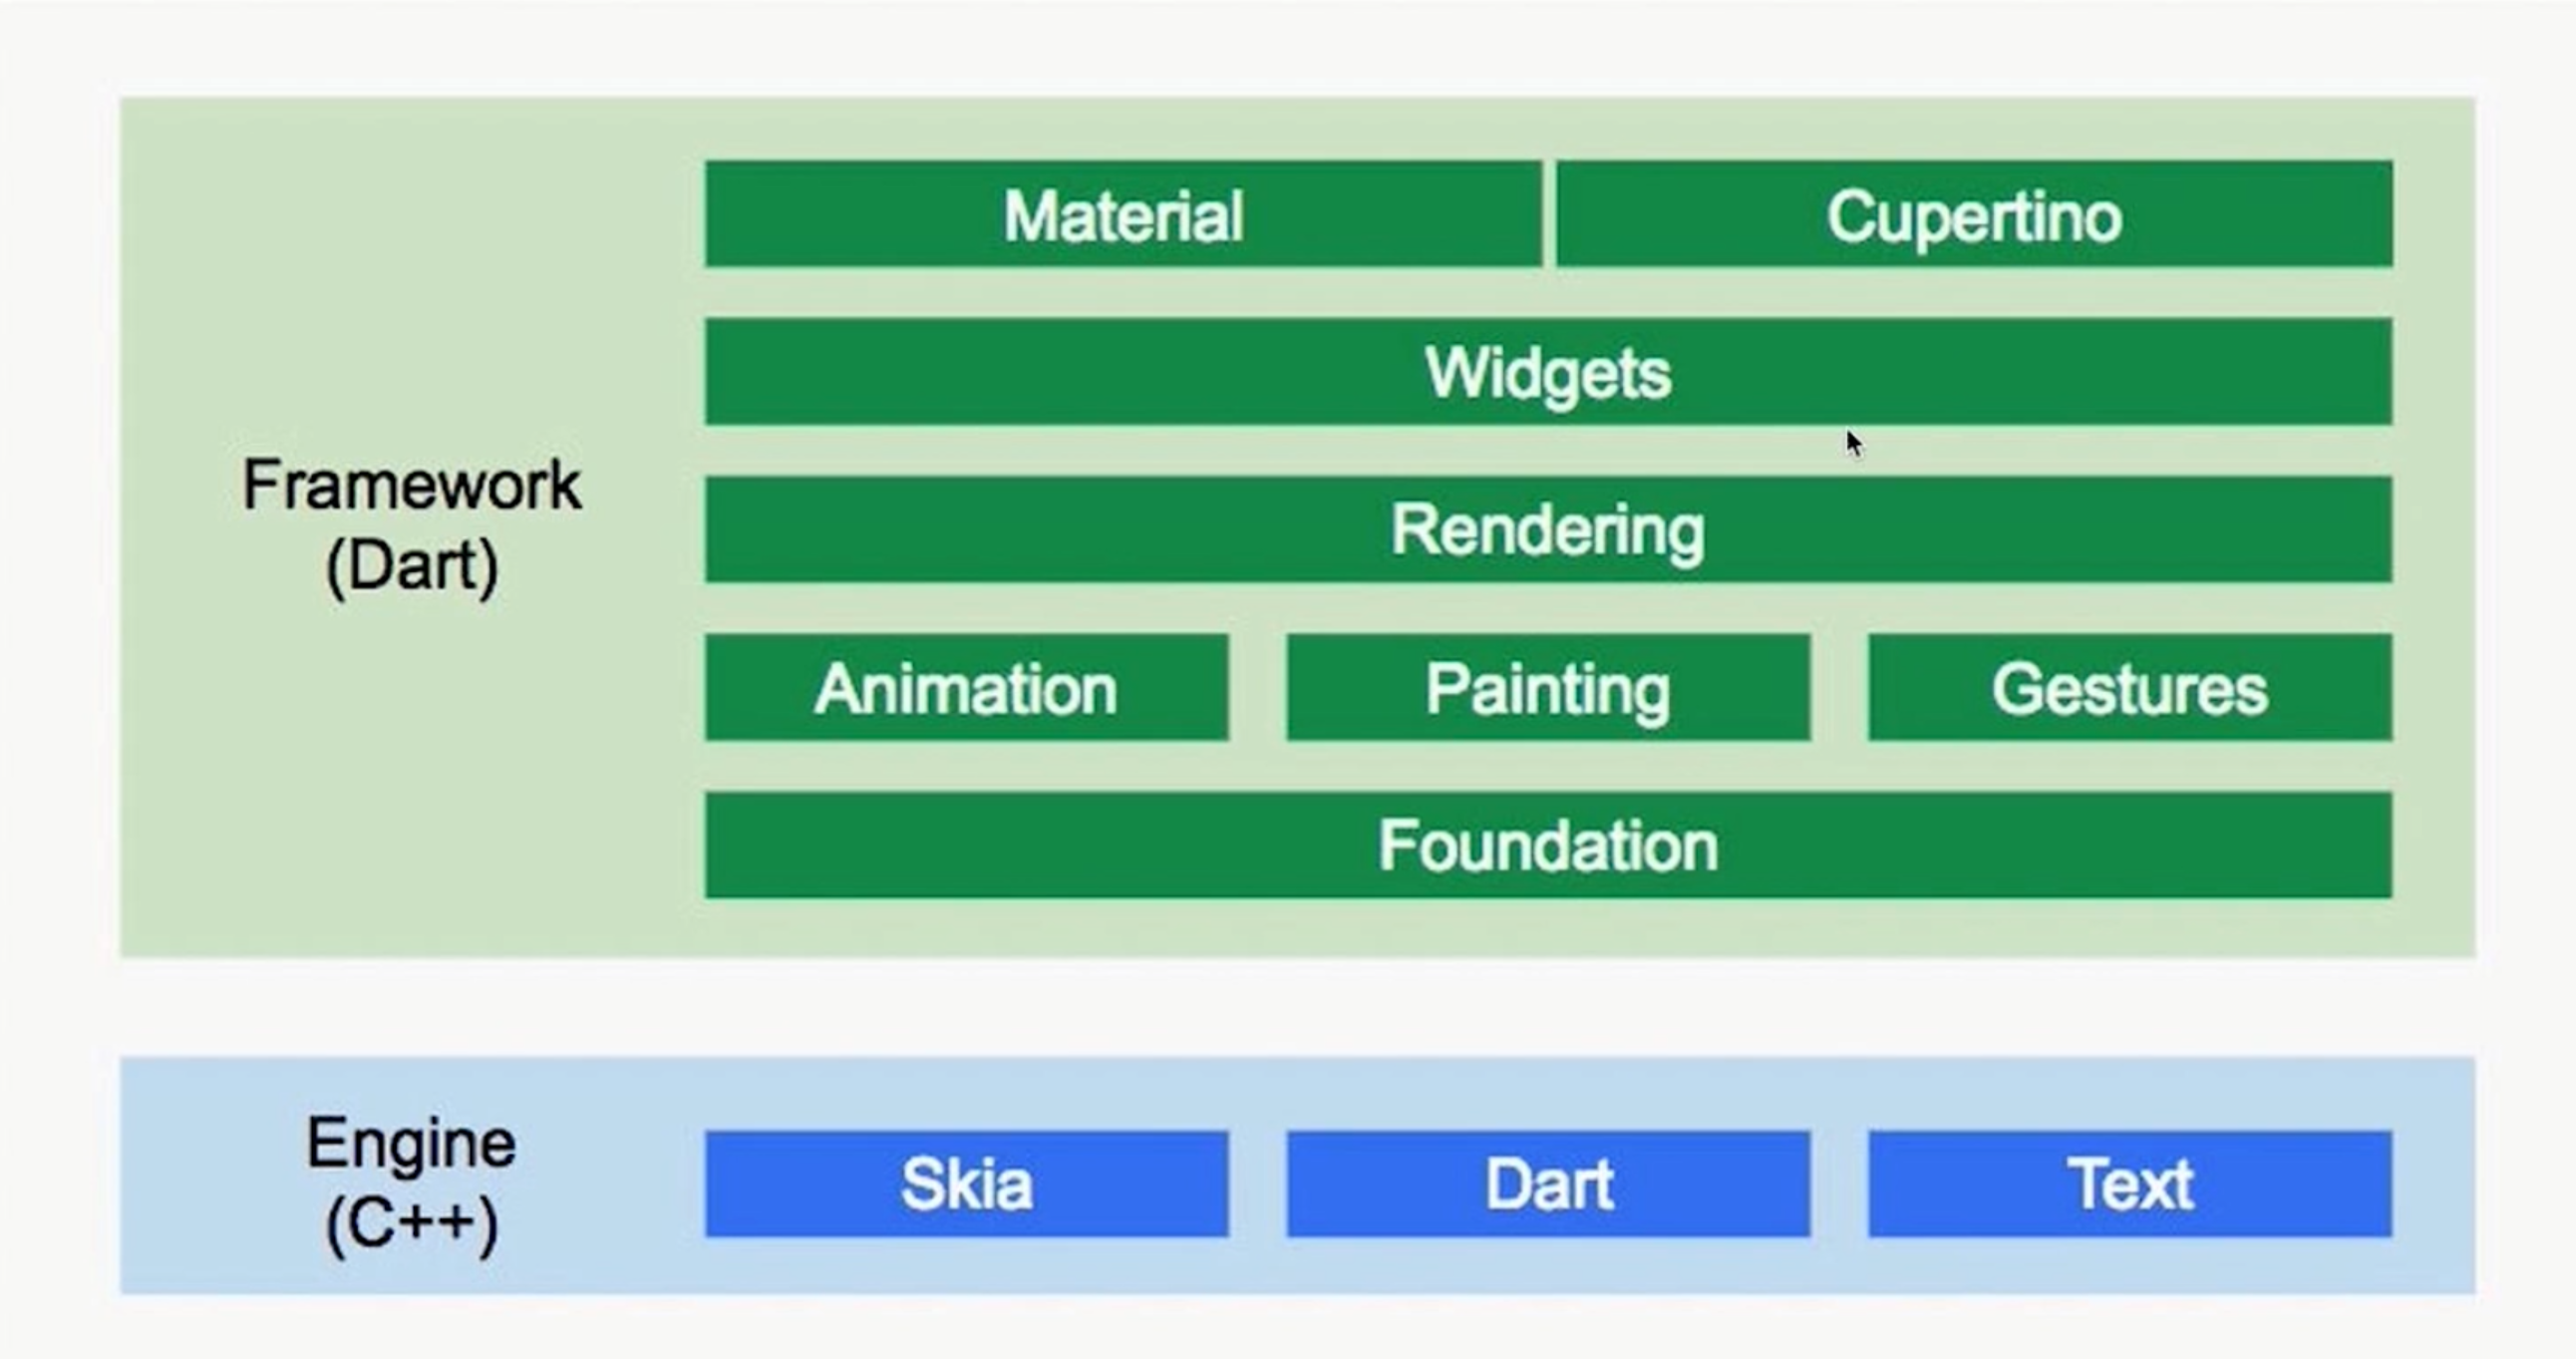 Material
Cupertino
Widgets
Framework
(Dart)
Rendering
Animation
Painting
Gestures
Foundation
Engine
(C++)
Skia
Dart
Text